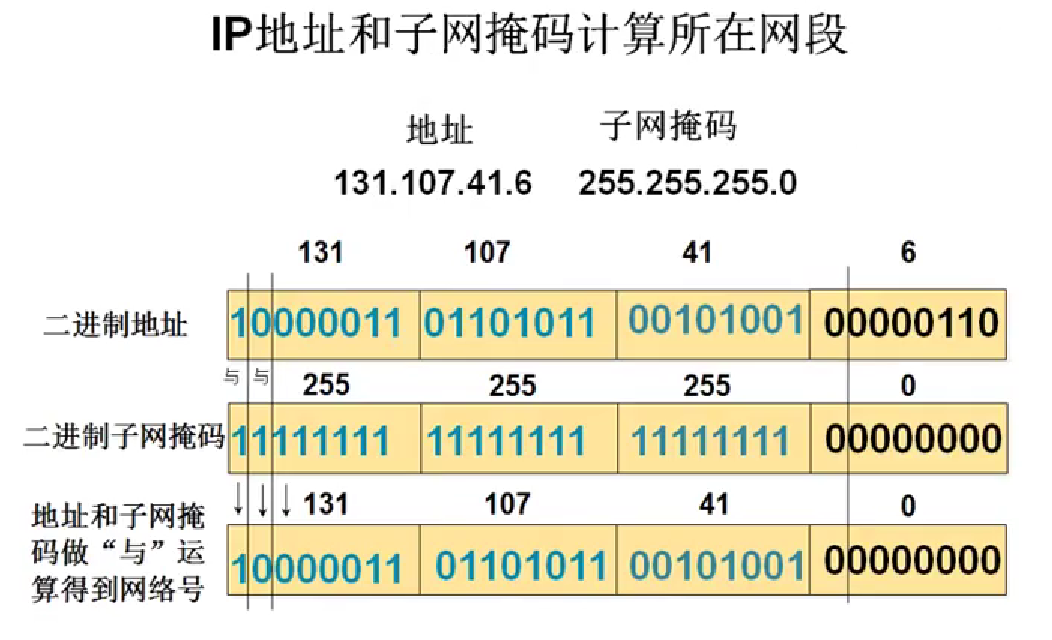 IP地址和子网掩码计算所在网段
地址 子网掩码
131.107.41.6 255.255.255.0
131 107 41 6
二进制地址 10000011 01101011 00101001 00000110
与 与 255 255 255 0
二进制子网掩码 11111111 11111111 11111111 00000000
131 107 41 0
地址和子网掩
码做“与”运
算得到网络号
10000011 01101011 00101001 00000000